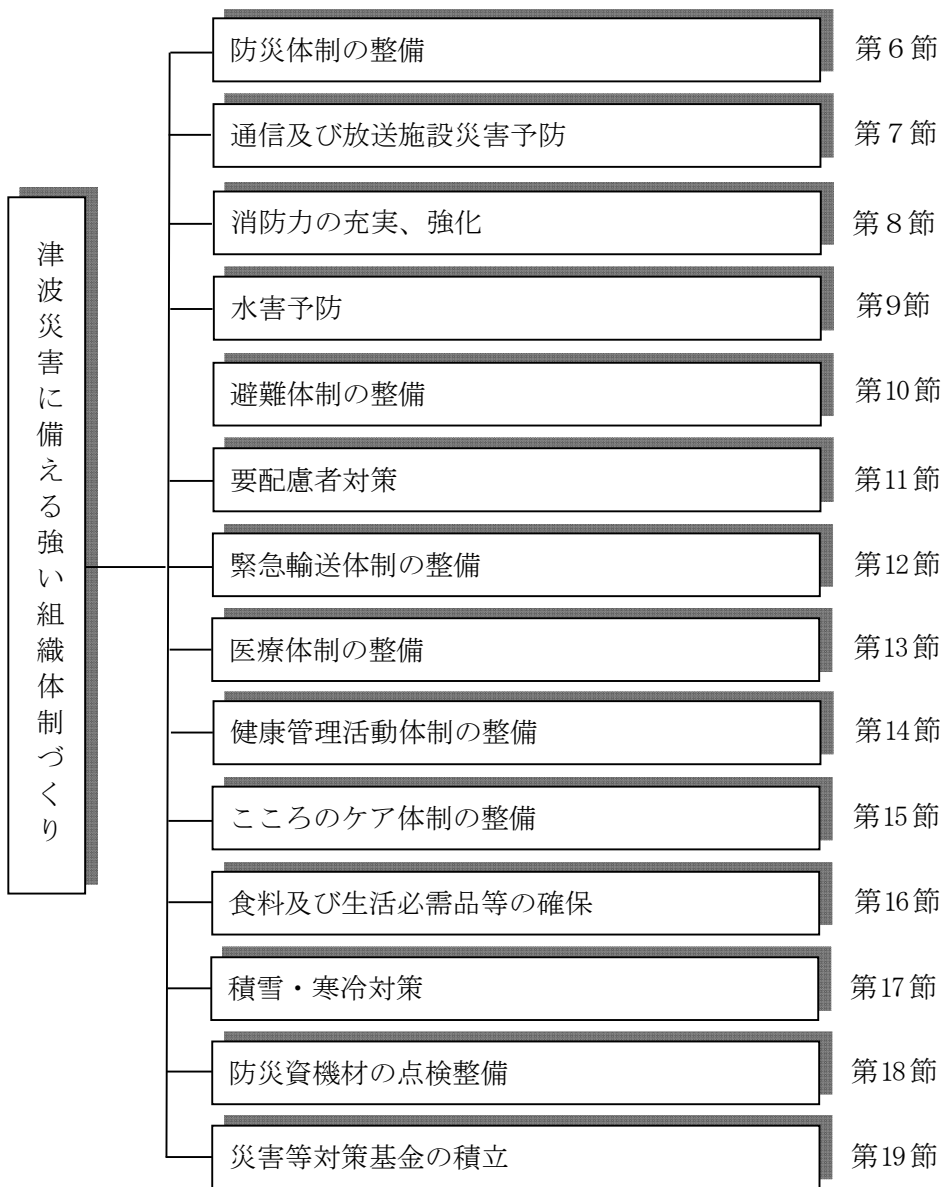 津波災害に備える強い組織体制づくり
防災体制の整備 第6節
通信及び放送施設災害予防 第7節
消防力の充実、強化 第8節
水害予防 第9節
避難体制の整備 第10節
要配慮者対策 第11節
緊急輸送体制の整備 第12節
医療体制の整備 第13節
健康管理活動体制の整備 第14節
こころのケア体制の整備 第15節
食料及び生活必需品等の確保 第16節
積雪・寒冷対策 第17節
防災資機材の点検整備 第18節
災害等対策基金の積立 第19節